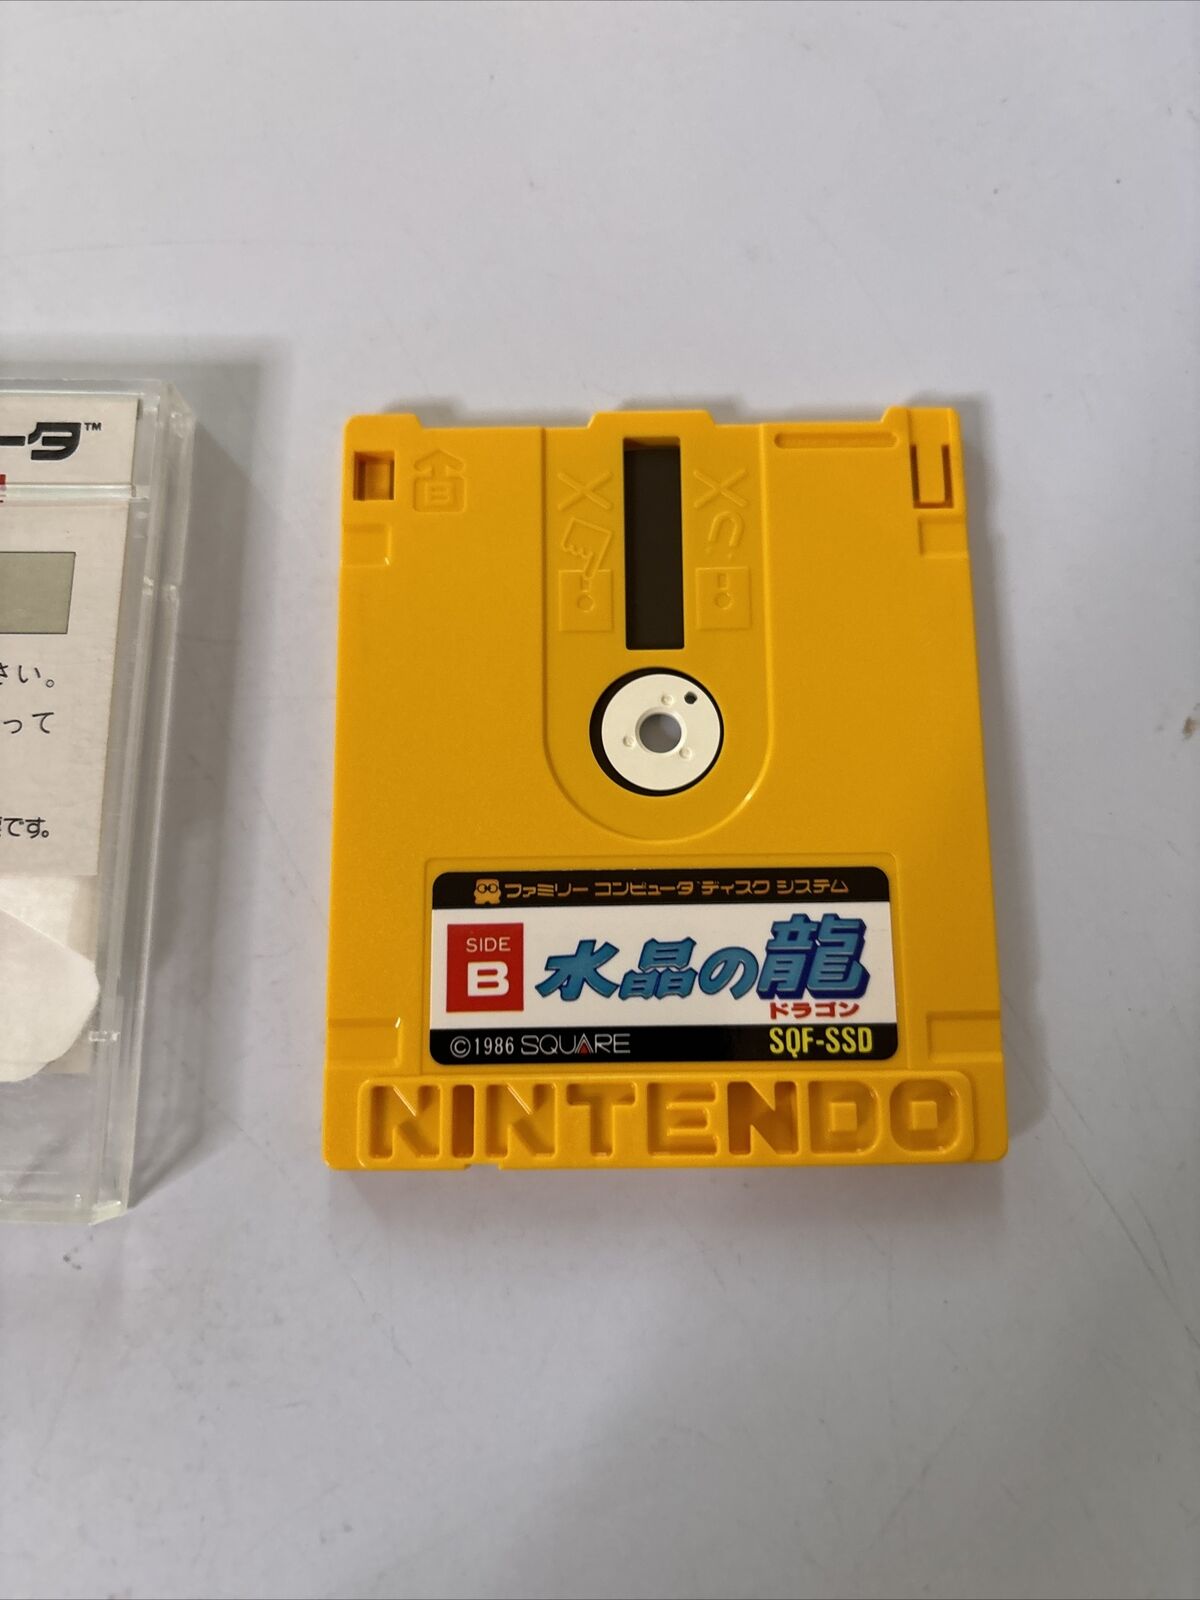 ータ™
さい。
って
です。
B
ファミリー コンピュータ ディスク システム
SIDE
B
水晶の龍
ドラゴン
©1986 SQUARE
SQF-SSD
NINTENDO